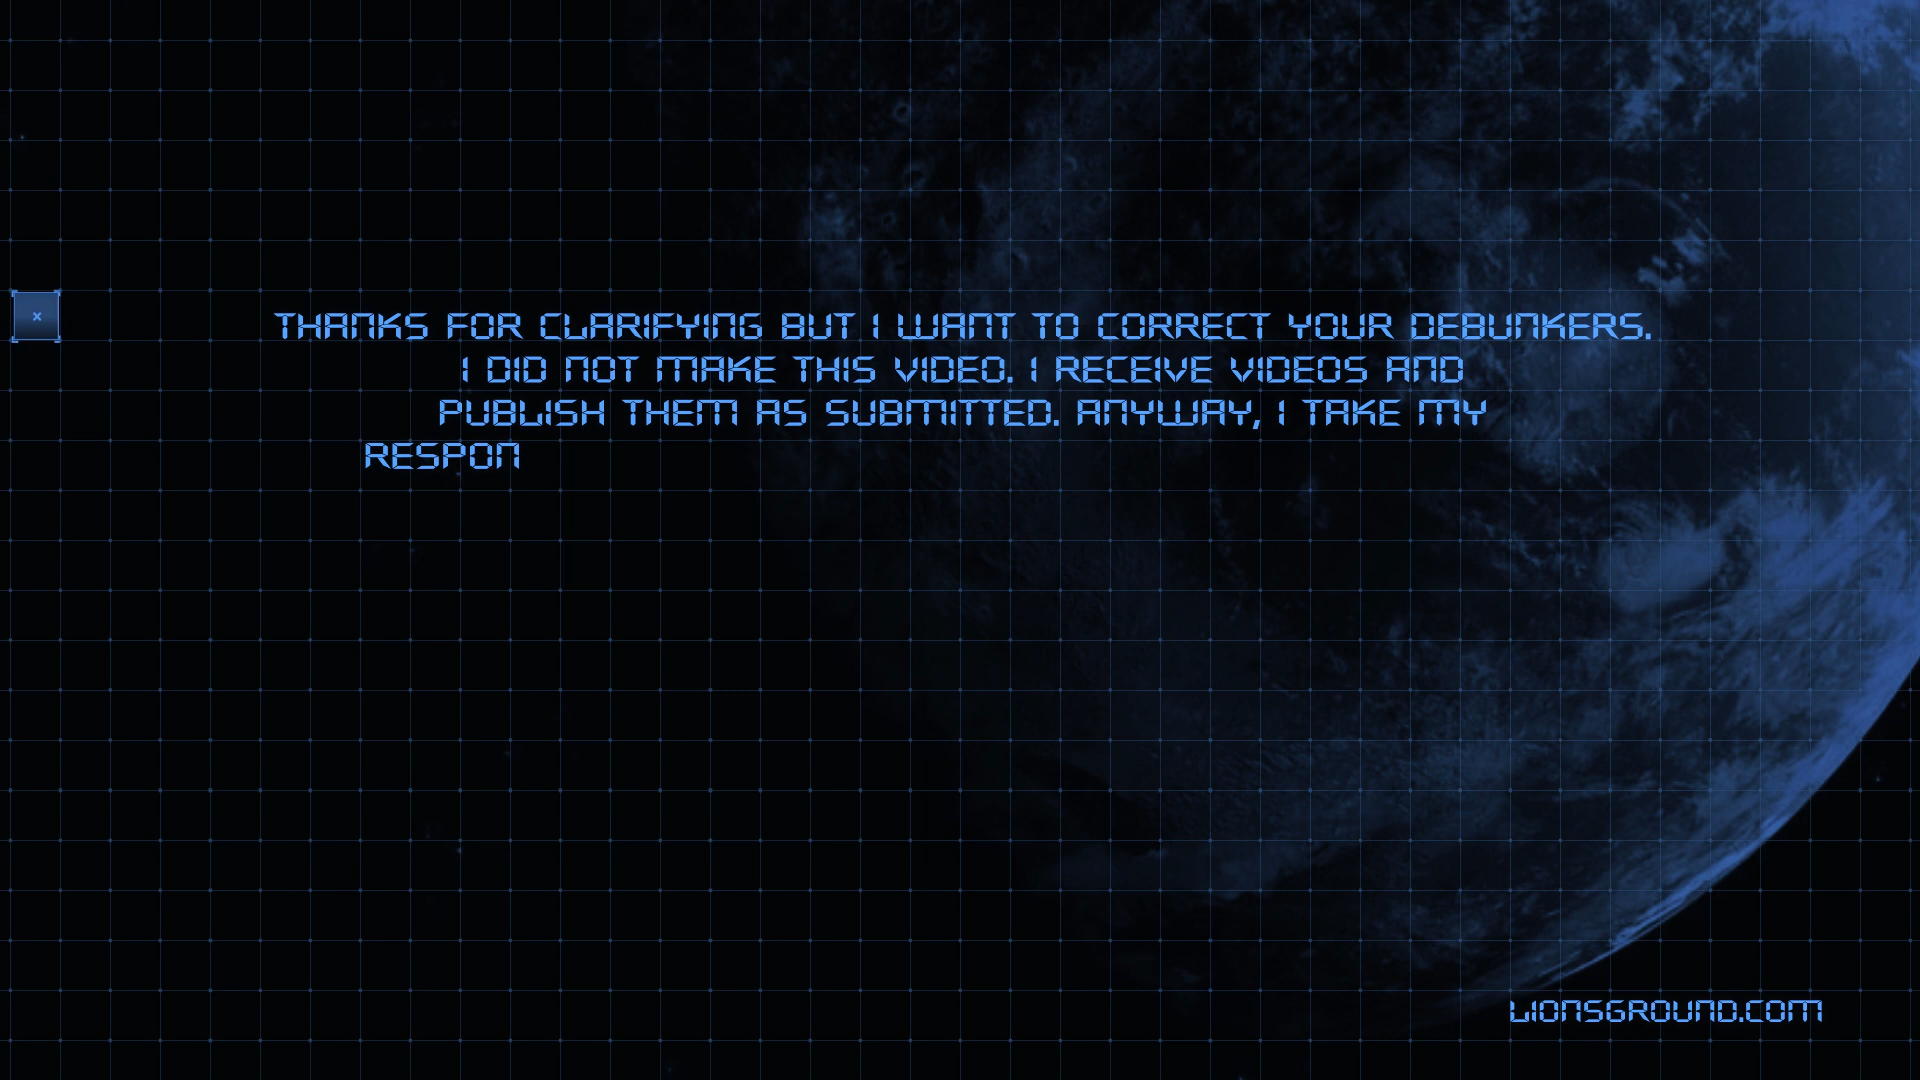 THANKS FOR CLARIFYING BUT I WANT TO CORRECT YOUR DEBUNKERS.
I DID NOT MAKE THIS VIDEO. I RECEIVE VIDEOS AND
PUBLISH THEM AS SUBMITTED. ANYWAY, I TAKE MY
RESPON
LIONSGROUND.COM